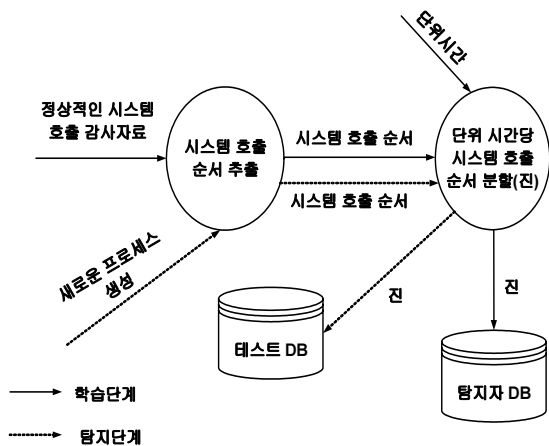 단위시간
정상적인 시스템
호출 감사자료
시스템 호출
순서 추출
시스템 호출 순서
시스템 호출 순서
단위 시간당
시스템 호출
순서 분할(진)
새로운 프로세스
생성
진
진
테스트 DB
탐지자 DB
학습단계
탐지단계